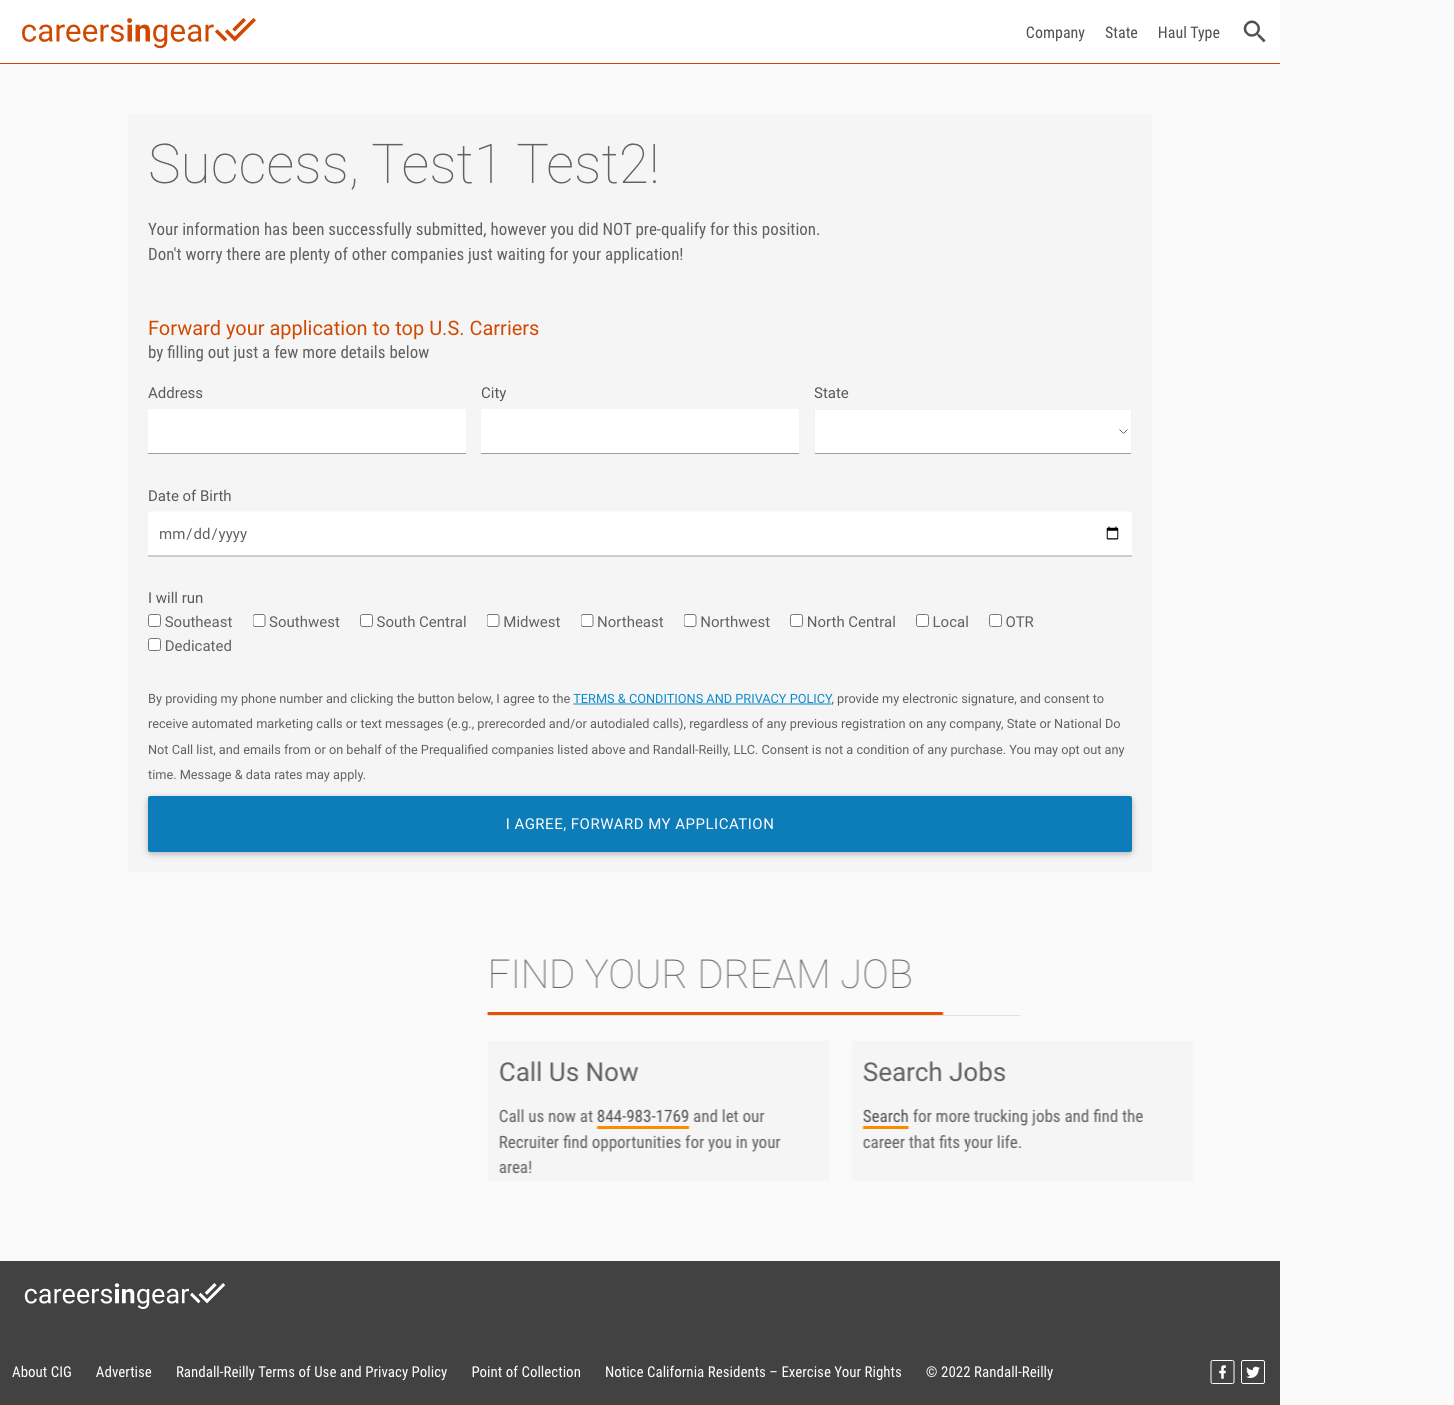 careersingear
Company State Haul Type
Success, Test1 Test2!
Your information has been successfully submitted, however you did NOT pre-qualify for this position.
Don't worry there are plenty of other companies just waiting for your application!
Forward your application to top U.S. Carriers
by filling out just a few more details below
Address City State
Date of Birth
mm/dd/yyyy
I will run
Southeast Southwest South Central Midwest Northeast Northwest North Central Local OTR
Dedicated
By providing my phone number and clicking the button below, I agree to the TERMS & CONDITIONS AND PRIVACY POLICY, provide my electronic signature, and consent to
receive automated marketing calls or text messages (e.g., prerecorded and/or autodialed calls), regardless of any previous registration on any company, State or National Do
Not Call list, and emails from or on behalf of the Prequalified companies listed above and Randall-Reilly, LLC. Consent is not a condition of any purchase. You may opt out any
time. Message & data rates may apply.
I AGREE, FORWARD MY APPLICATION
FIND YOUR DREAM JOB
Call Us Now
Call us now at 844-983-1769 and let our
Recruiter find opportunities for you in your
area!
Search Jobs
Search for more trucking jobs and find the
career that fits your life.
careersingear
About CIG Advertise Randall-Reilly Terms of Use and Privacy Policy Point of Collection Notice California Residents – Exercise Your Rights © 2022 Randall-Reilly